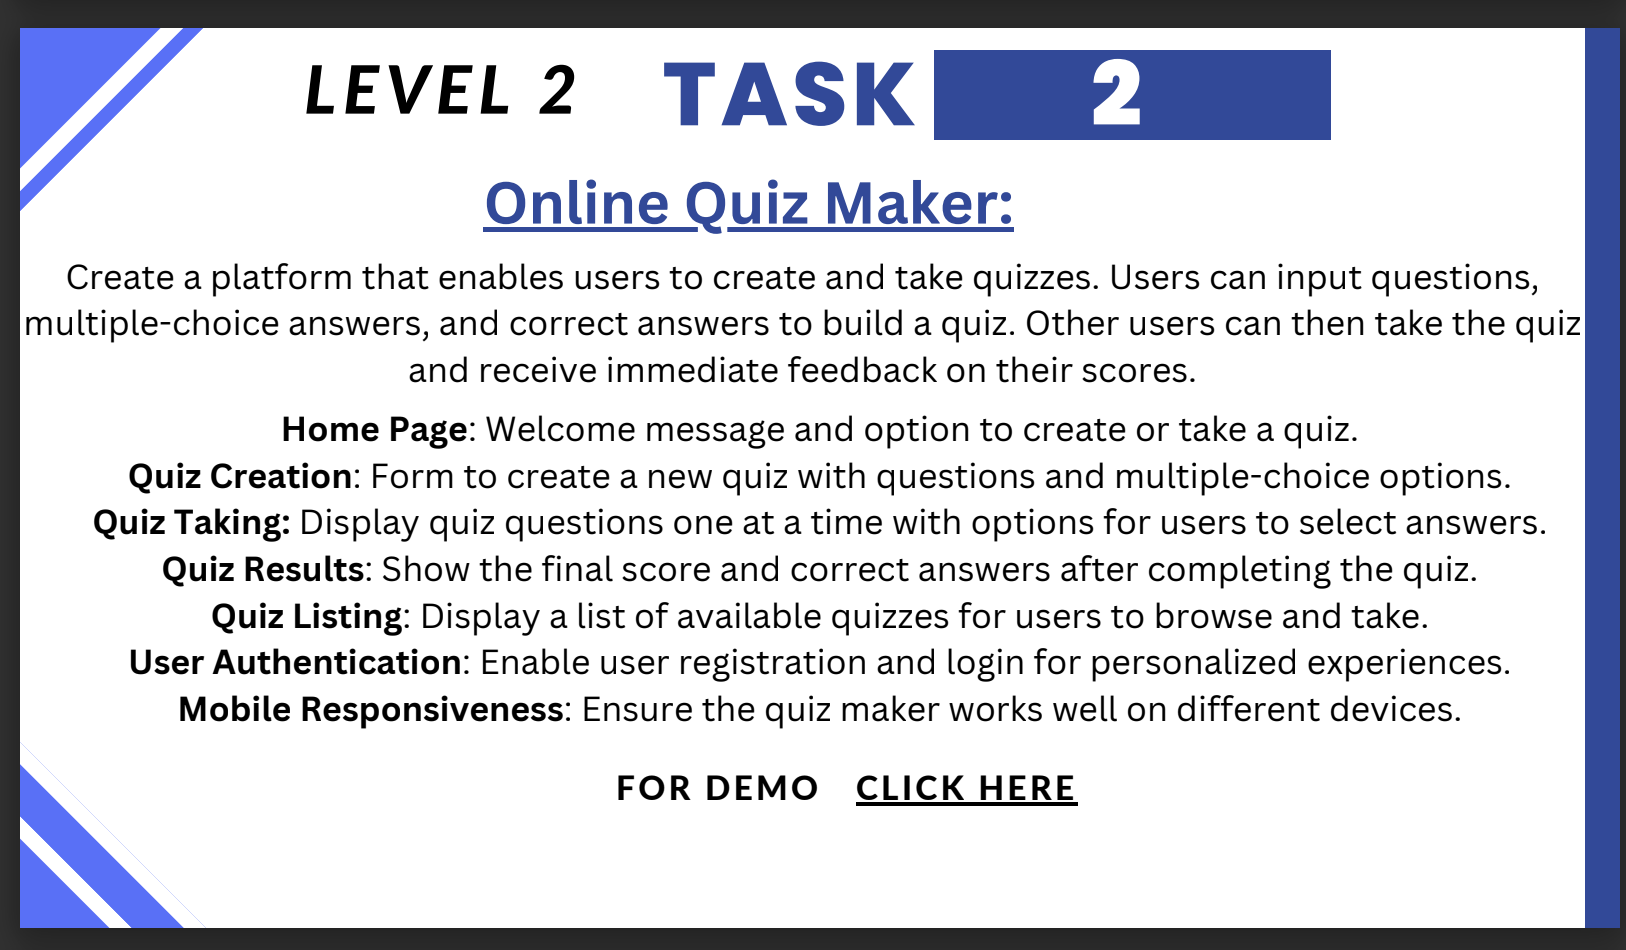 LEVEL 2 TASK 2
Online Quiz Maker:
Create a platform that enables users to create and take quizzes. Users can input questions,
multiple-choice answers, and correct answers to build a quiz. Other users can then take the quiz
and receive immediate feedback on their scores.
Home Page: Welcome message and option to create or take a quiz.
Quiz Creation: Form to create a new quiz with questions and multiple-choice options.
Quiz Taking: Display quiz questions one at a time with options for users to select answers.
Quiz Results: Show the final score and correct answers after completing the quiz.
Quiz Listing: Display a list of available quizzes for users to browse and take.
User Authentication: Enable user registration and login for personalized experiences.
Mobile Responsiveness: Ensure the quiz maker works well on different devices.
FOR DEMO CLICK HERE